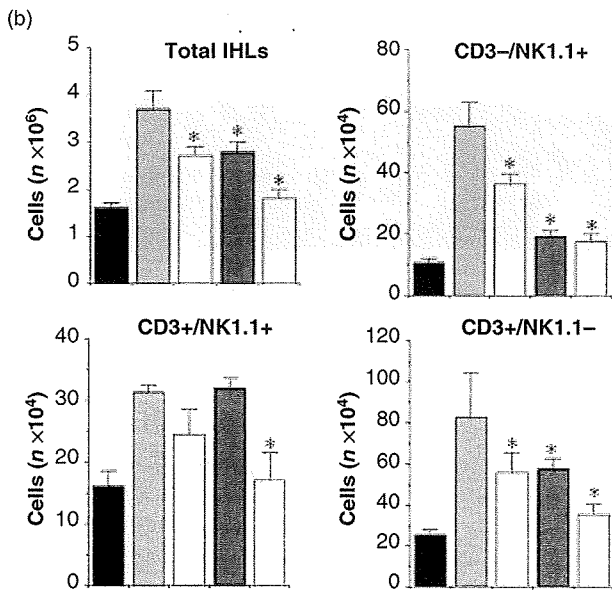 (b)
Total IHLs
Cells (n ×10⁶)
5
4
3
2
1
0
* * *
CD3–/NK1.1+
Cells (n ×10⁴)
80
60
40
20
0
* * *
CD3+/NK1.1+
Cells (n ×10⁴)
40
30
20
10
0
*
CD3+/NK1.1–
Cells (n ×10⁴)
120
100
80
60
40
20
0
* * *